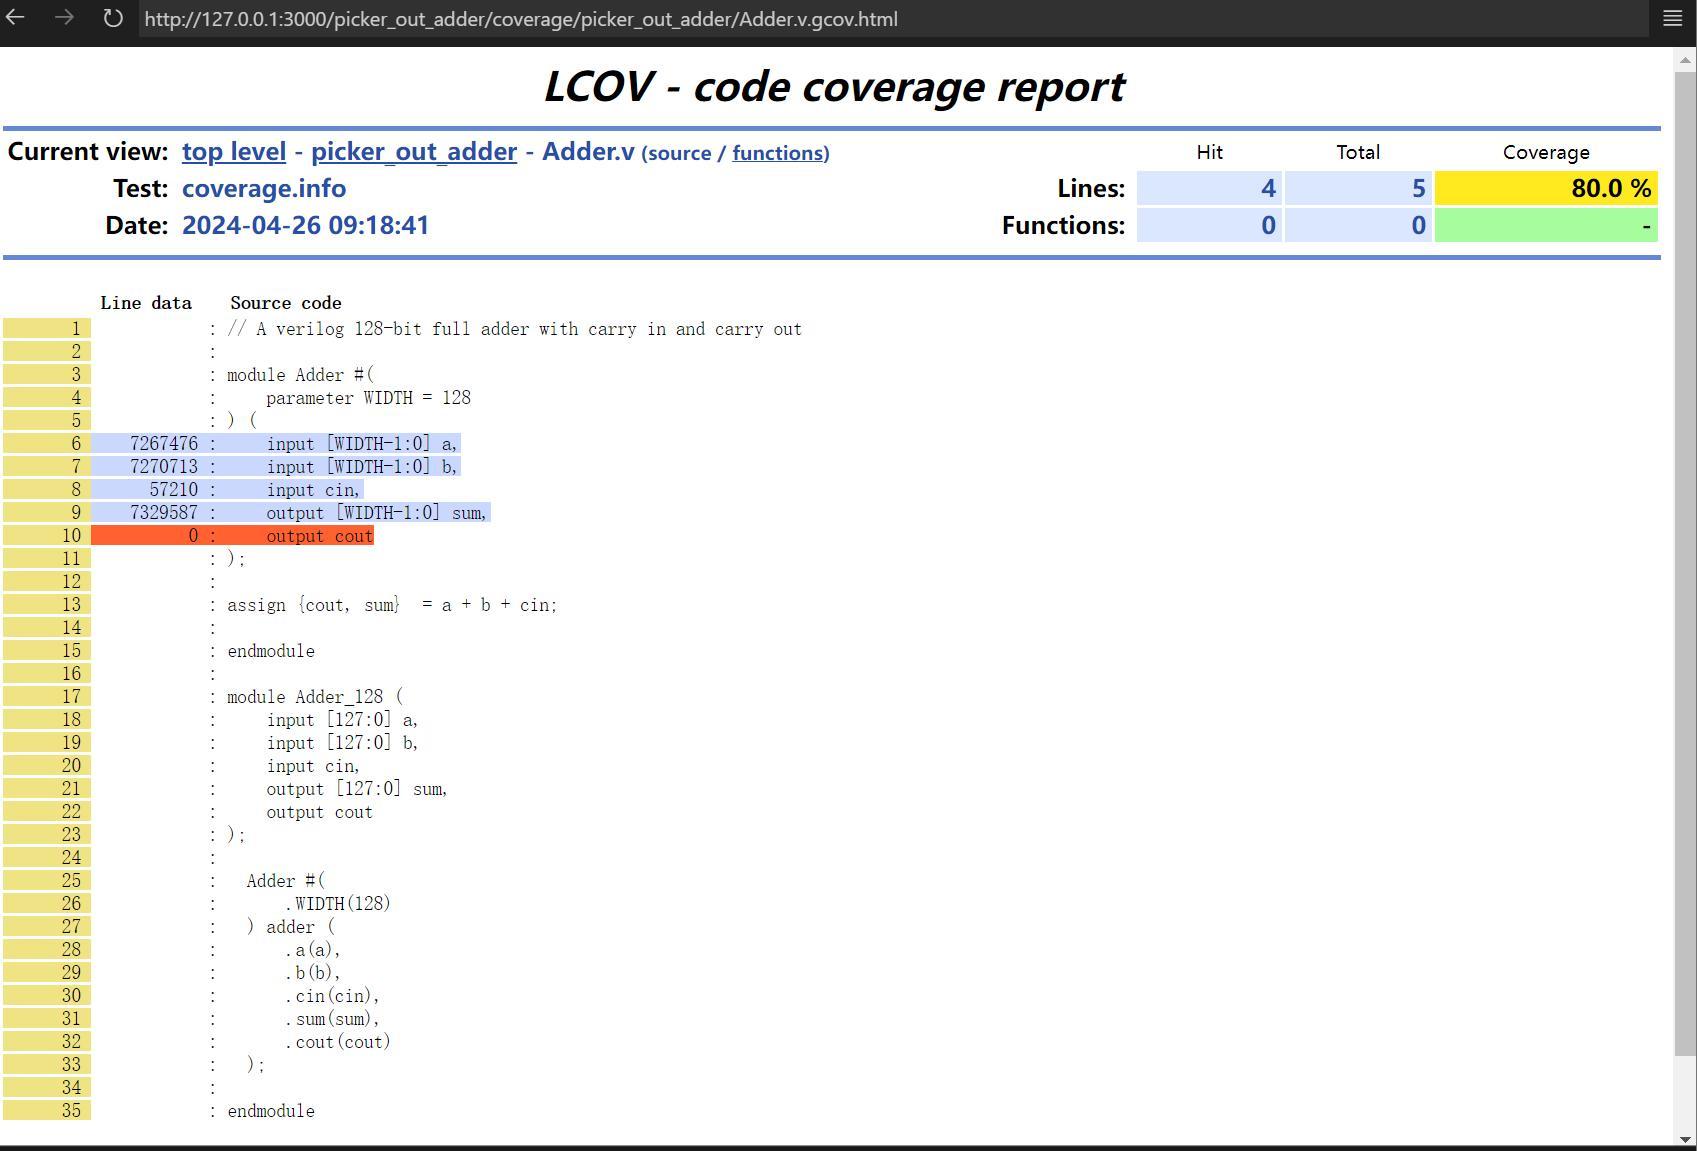 http://127.0.0.1:3000/picker_out_adder/coverage/picker_out_adder/Adder.v.gcov.html
LCOV - code coverage report
Current view: top level - picker_out_adder - Adder.v (source / functions) Hit Total Coverage
Test: coverage.info Lines: 4 5 80.0 %
Date: 2024-04-26 09:18:41 Functions: 0 0 -
Line data Source code
1 : // A verilog 128-bit full adder with carry in and carry out
2 :
3 : module Adder #(
4 : parameter WIDTH = 128
5 : ) (
6 7267476 : input [WIDTH-1:0] a,
7 7270713 : input [WIDTH-1:0] b,
8 57210 : input cin,
9 7329587 : output [WIDTH-1:0] sum,
10 0 : output cout
11 : );
12 :
13 : assign {cout, sum} = a + b + cin;
14 :
15 : endmodule
16 :
17 : module Adder_128 (
18 : input [127:0] a,
19 : input [127:0] b,
20 : input cin,
21 : output [127:0] sum,
22 : output cout
23 : );
24 :
25 : Adder #(
26 : .WIDTH(128)
27 : ) adder (
28 : .a(a),
29 : .b(b),
30 : .cin(cin),
31 : .sum(sum),
32 : .cout(cout)
33 : );
34 :
35 : endmodule